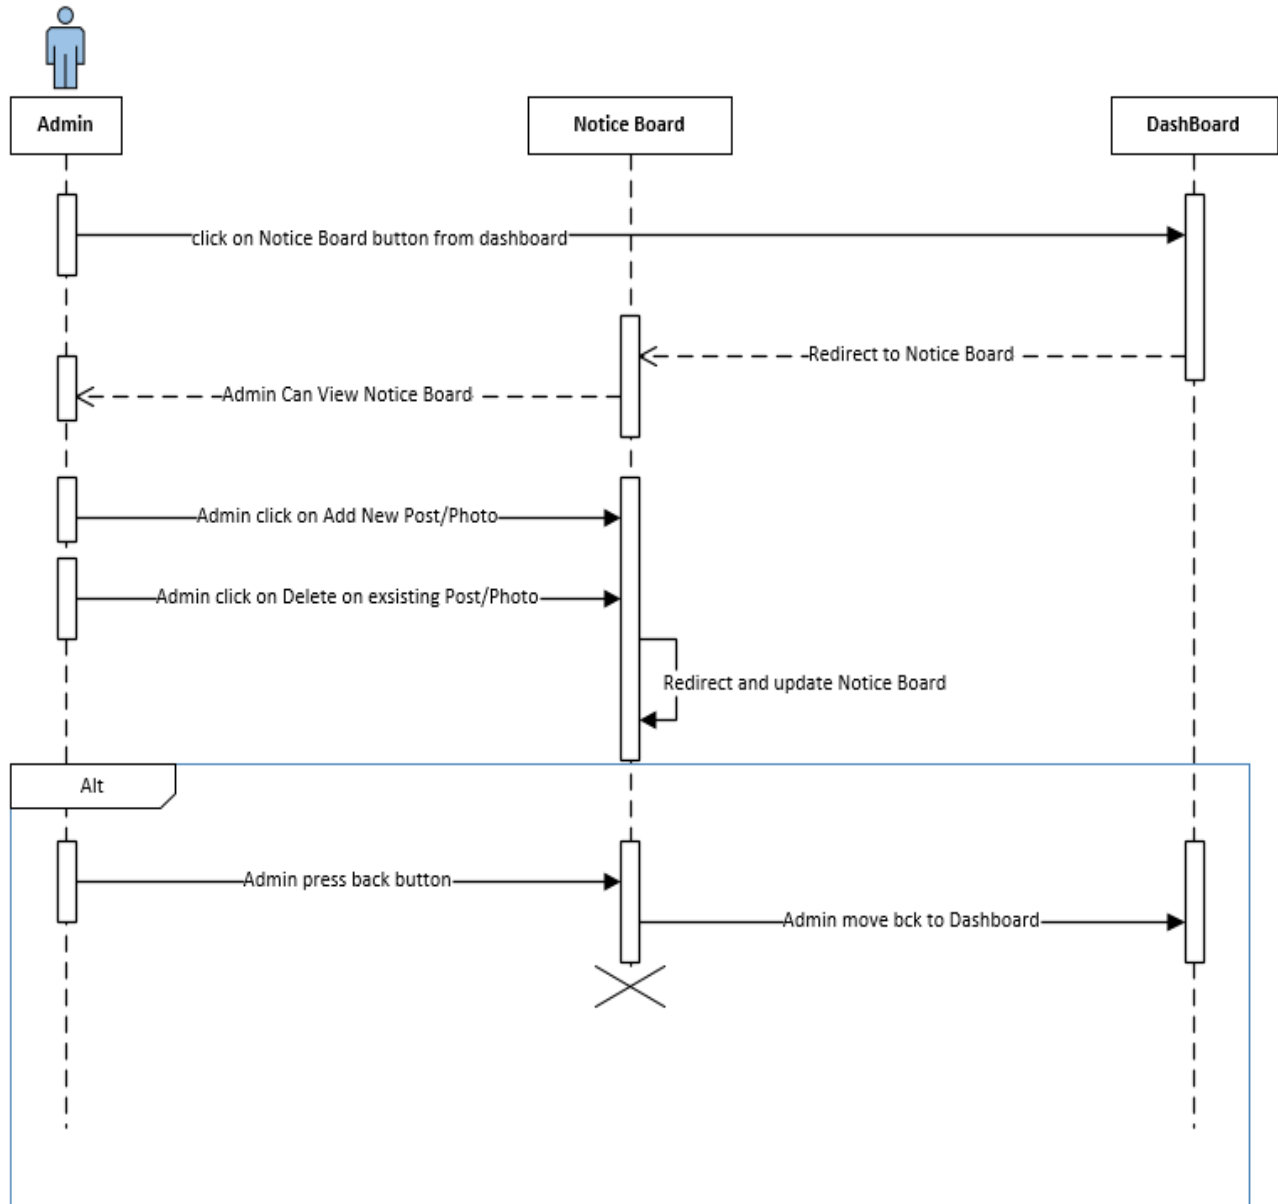 Admin
Notice Board
DashBoard
click on Notice Board button from dashboard
Redirect to Notice Board
Admin Can View Notice Board
Admin click on Add New Post/Photo
Admin click on Delete on exsisting Post/Photo
Redirect and update Notice Board
Alt
Admin press back button
Admin move bck to Dashboard